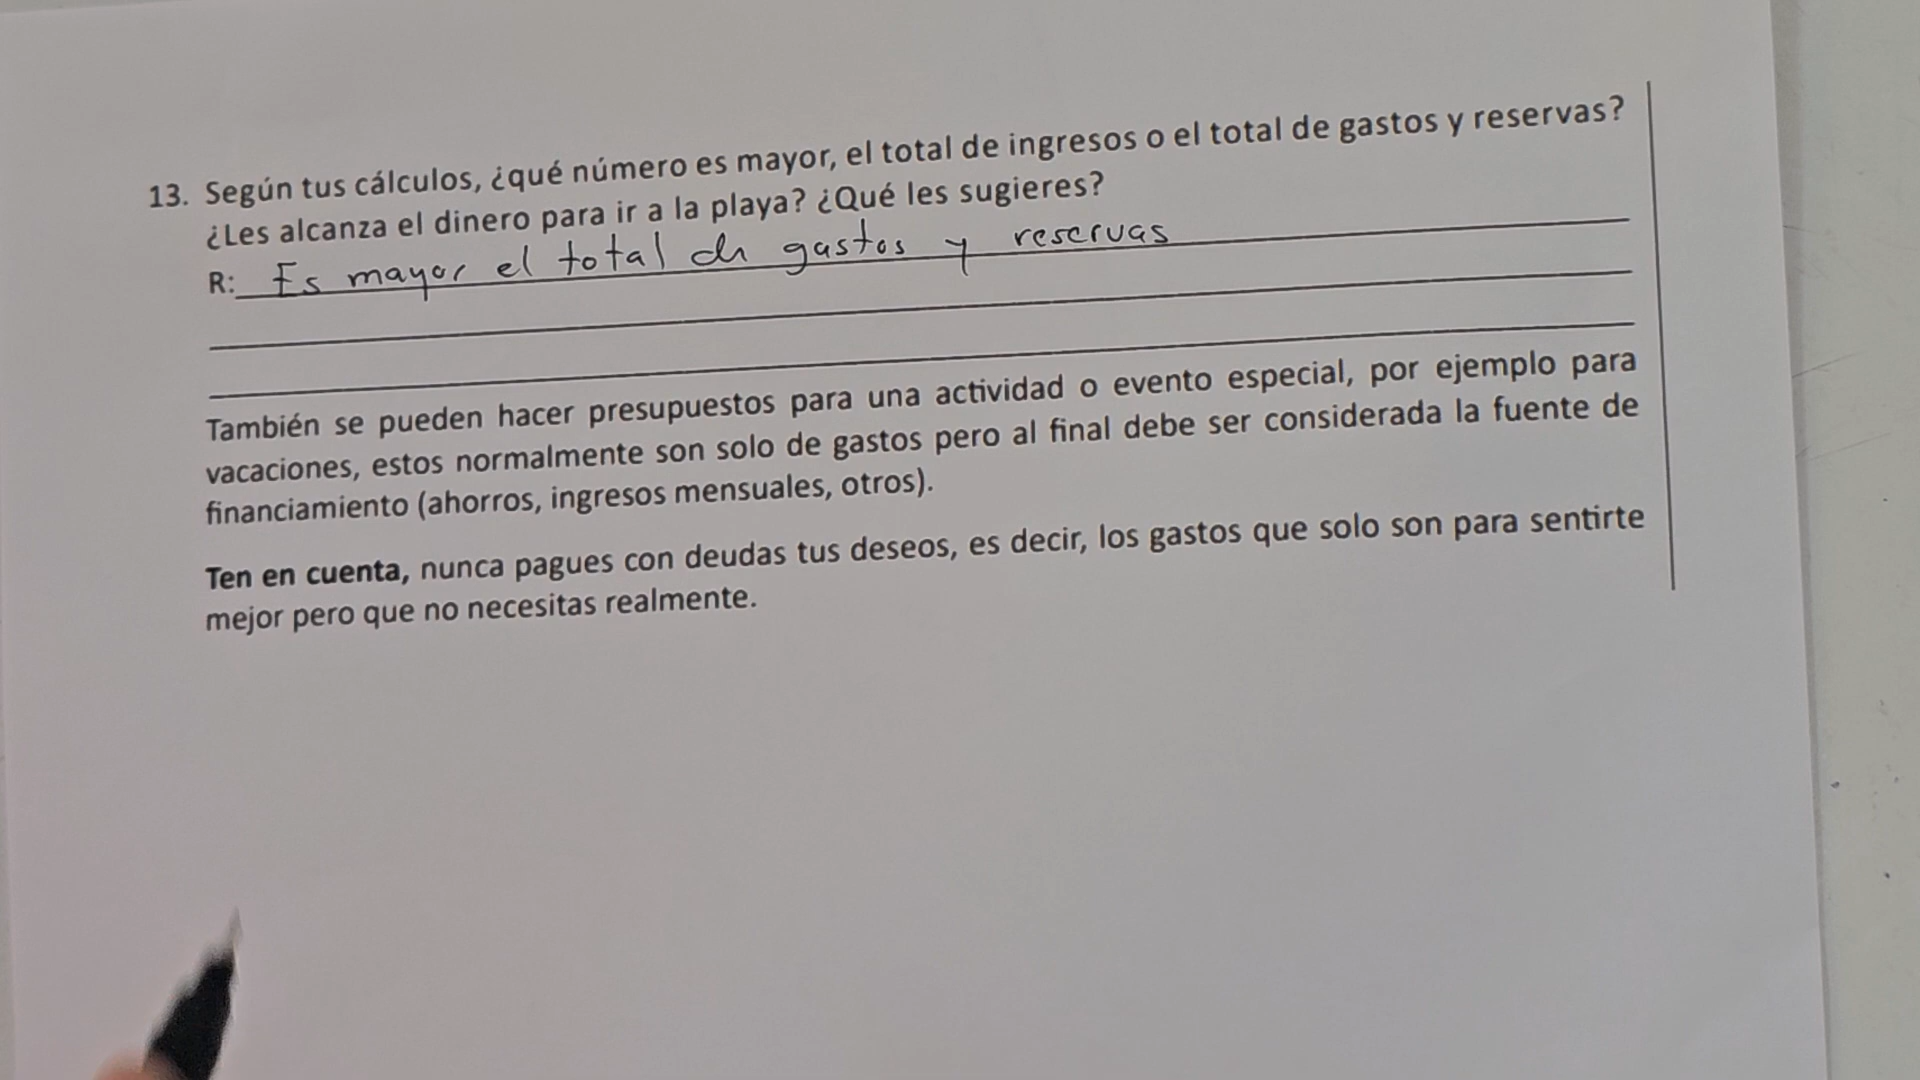 13. Según tus cálculos, ¿qué número es mayor, el total de ingresos o el total de gastos y reservas?
¿Les alcanza el dinero para ir a la playa? ¿Qué les sugieres?
R: Es mayor el total de gastos y reservas
También se pueden hacer presupuestos para una actividad o evento especial, por ejemplo para
vacaciones, estos normalmente son solo de gastos pero al final debe ser considerada la fuente de
financiamiento (ahorros, ingresos mensuales, otros).
Ten en cuenta, nunca pagues con deudas tus deseos, es decir, los gastos que solo son para sentirte
mejor pero que no necesitas realmente.